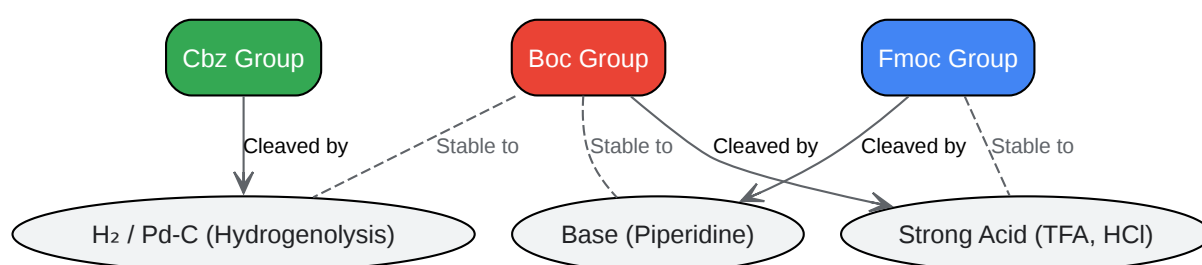 Cbz Group
Boc Group
Fmoc Group
Cleaved by
Stable to
Stable to
Cleaved by
Cleaved by
Stable to
H₂ / Pd-C (Hydrogenolysis)
Base (Piperidine)
Strong Acid (TFA, HCl)